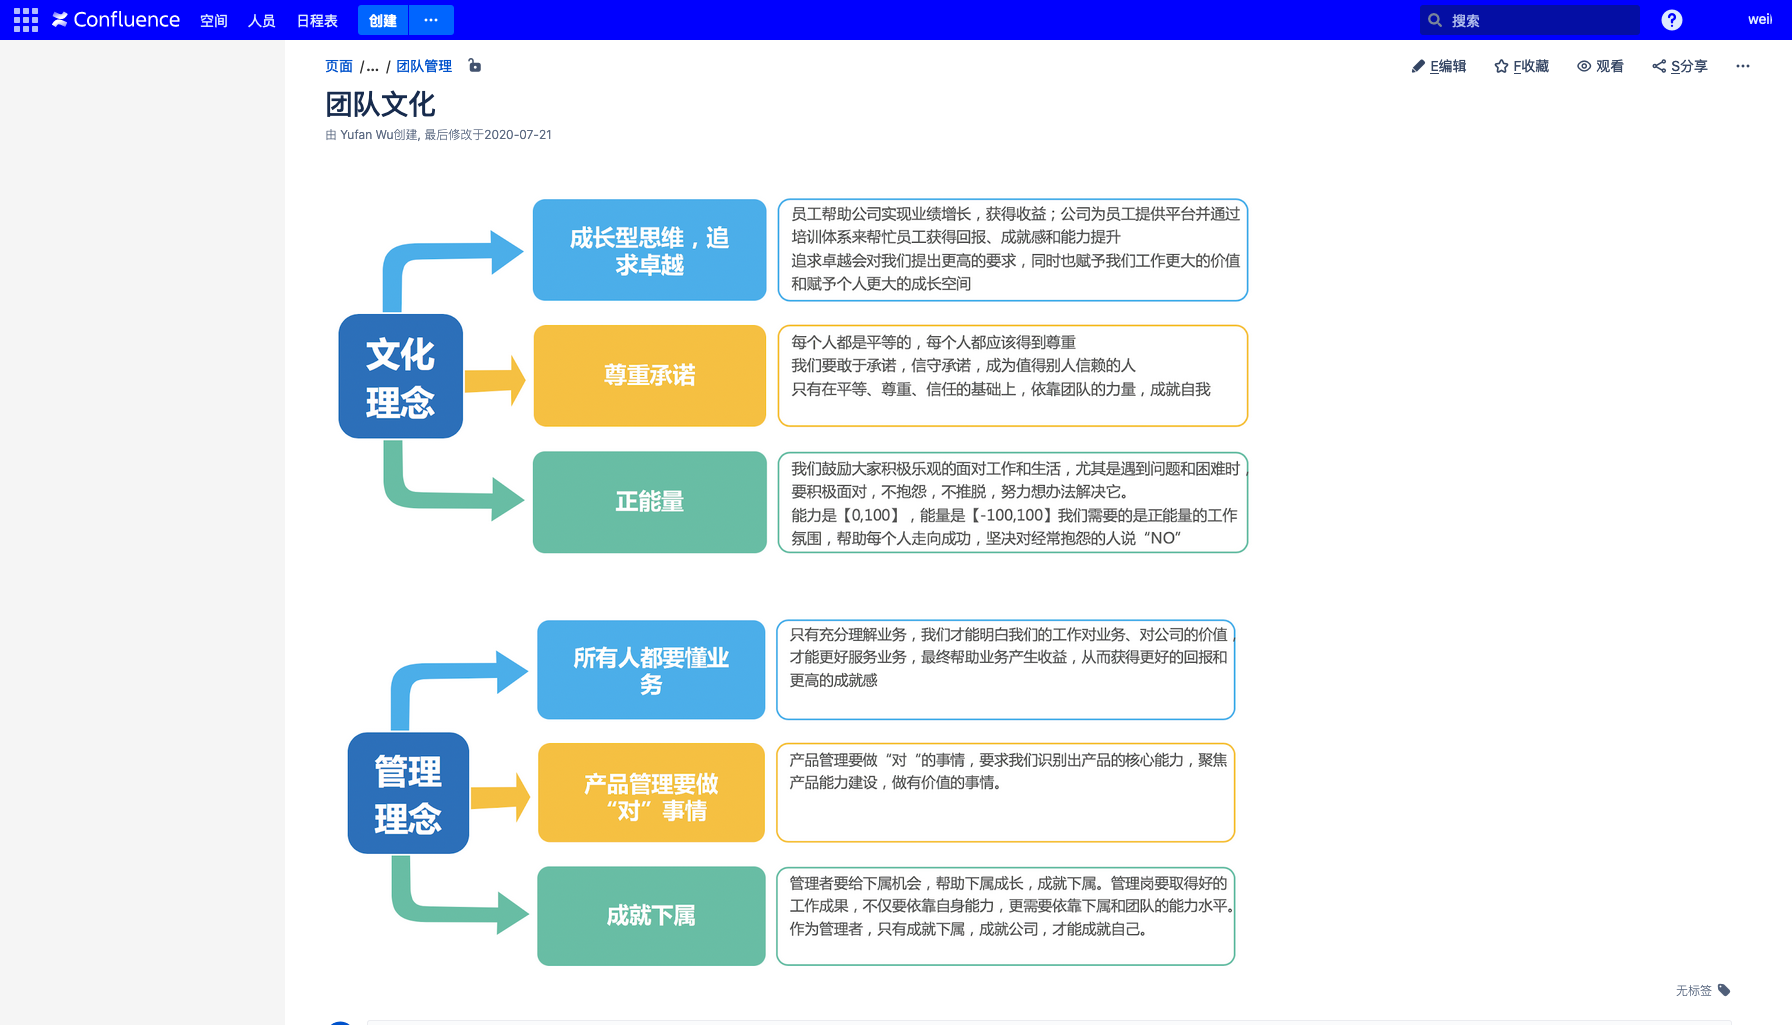 Confluence 空间 人员 日程表 创建 ··· 搜索 ? wei
页面 /... / 团队管理
E编辑 F收藏 观看 S分享 ···
团队文化
由 Yufan Wu创建, 最后修改于2020-07-21
文化
理念
成长型思维，追
求卓越
员工帮助公司实现业绩增长，获得收益；公司为员工提供平台并通过
培训体系来帮忙员工获得回报、成就感和能力提升
追求卓越会对我们提出更高的要求，同时也赋予我们工作更大的价值
和赋予个人更大的成长空间
尊重承诺
每个人都是平等的，每个人都应该得到尊重
我们要敢于承诺，信守承诺，成为值得别人信赖的人
只有在平等、尊重、信任的基础上，依靠团队的力量，成就自我
正能量
我们鼓励大家积极乐观的面对工作和生活，尤其是遇到问题和困难时，
要积极面对，不抱怨，不推脱，努力想办法解决它。
能力是【0,100】，能量是【-100,100】我们需要的是正能量的工作
氛围，帮助每个人走向成功，坚决对经常抱怨的人说“NO”
管理
理念
所有人都要懂业
务
只有充分理解业务，我们才能明白我们的工作对业务、对公司的价值，
才能更好服务业务，最终帮助业务产生收益，从而获得更好的回报和
更高的成就感
产品管理要做
“对”事情
产品管理要做“对“的事情，要求我们识别出产品的核心能力，聚焦
产品能力建设，做有价值的事情。
成就下属
管理者要给下属机会，帮助下属成长，成就下属。管理岗要取得好的
工作成果，不仅要依靠自身能力，更需要依靠下属和团队的能力水平。
作为管理者，只有成就下属，成就公司，才能成就自己。
无标签